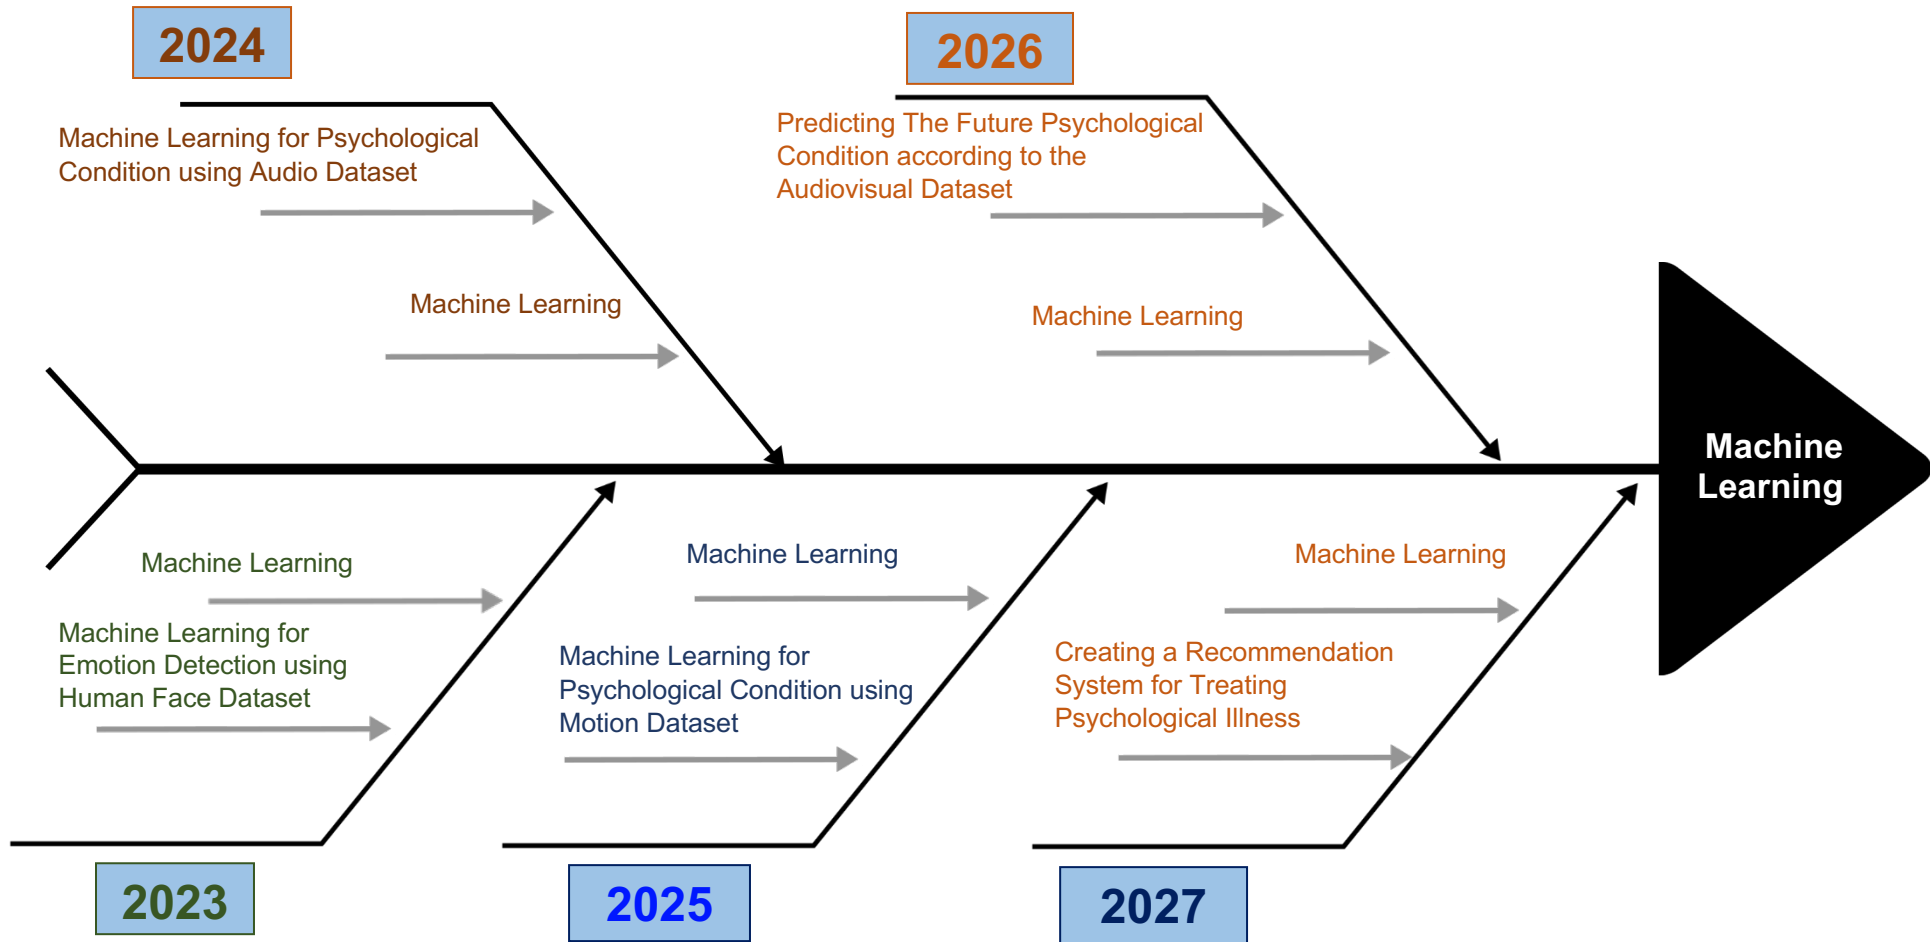 2024
2026
Machine Learning for Psychological
Condition using Audio Dataset
Predicting The Future Psychological
Condition according to the
Audiovisual Dataset
Machine Learning
Machine Learning
Machine
Learning
Machine Learning
Machine Learning for
Emotion Detection using
Human Face Dataset
Machine Learning
Machine Learning for
Psychological Condition using
Motion Dataset
Machine Learning
Creating a Recommendation
System for Treating
Psychological Illness
2023
2025
2027